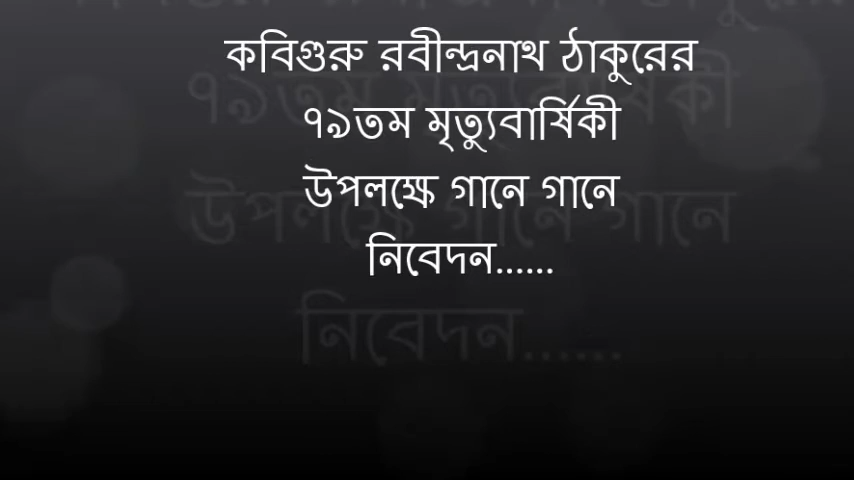 কবিগুরু রবীন্দ্রনাথ ঠাকুরের
৭৯তম মৃত্যুবার্ষিকী
উপলক্ষে গানে গানে
নিবেদন......